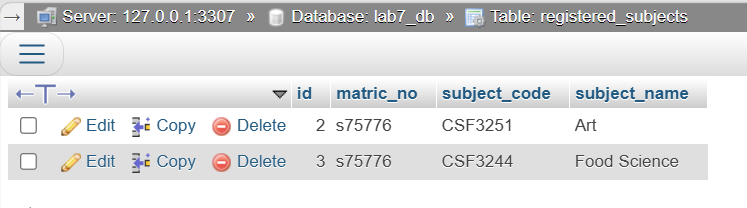 Server: 127.0.0.1:3307 » Database: lab7_db » Table: registered_subjects
id matric_no subject_code subject_name
Edit Copy Delete 2 s75776 CSF3251 Art
Edit Copy Delete 3 s75776 CSF3244 Food Science